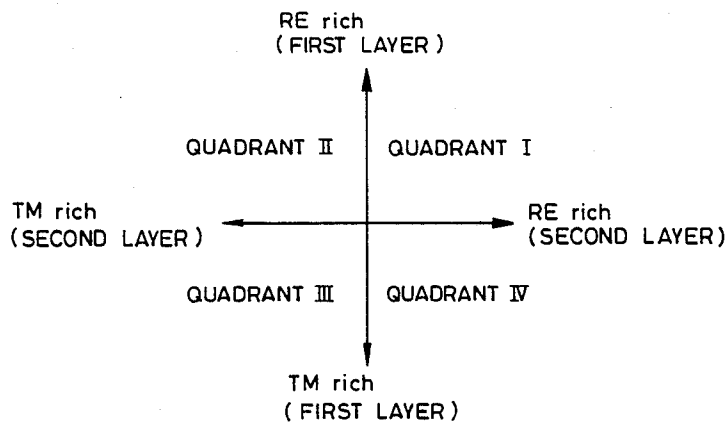 RE rich
(FIRST LAYER)
QUADRANT II
QUADRANT I
TM rich
(SECOND LAYER)
RE rich
(SECOND LAYER)
QUADRANT III
QUADRANT IV
TM rich
(FIRST LAYER)